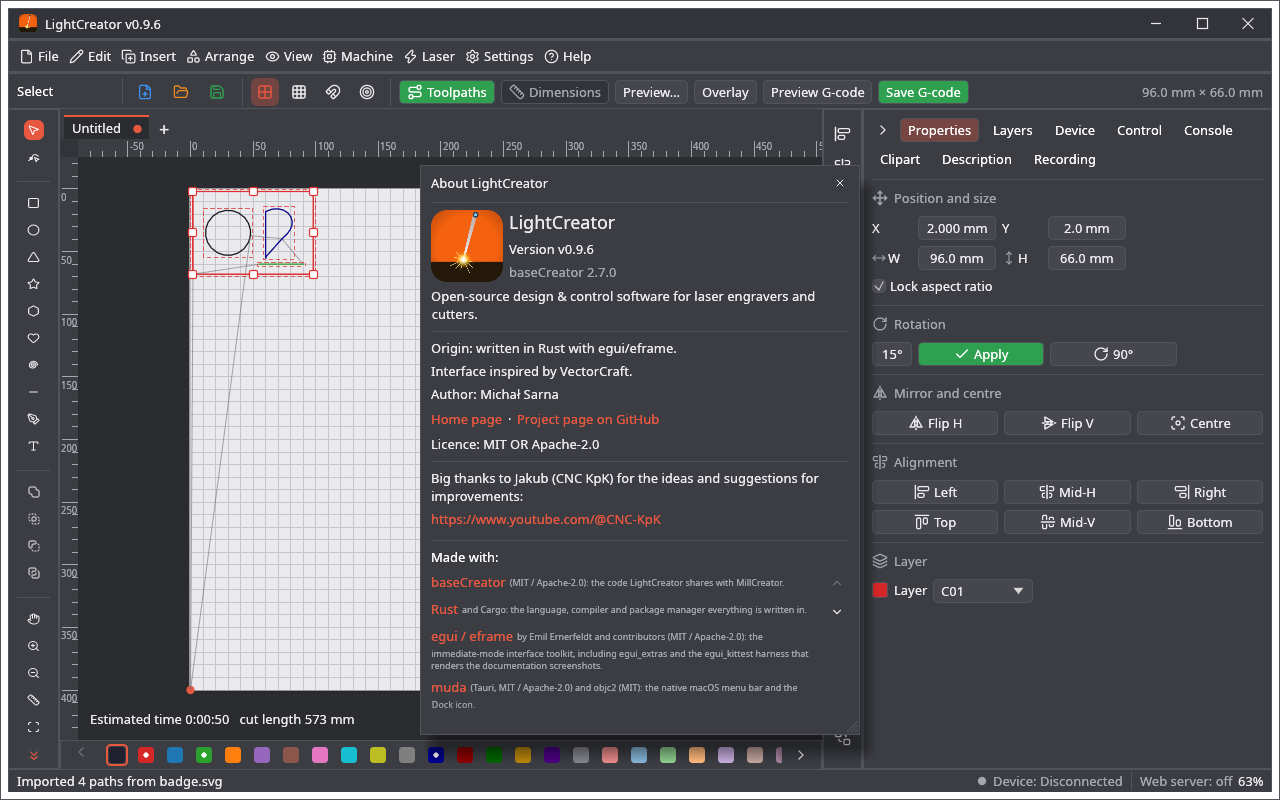 LightCreator v0.9.6
File Edit Insert Arrange View Machine Laser Settings Help
Select
Toolpaths Dimensions Preview... Overlay Preview G-code Save G-code 96.0 mm × 66.0 mm
Untitled
-50 0 50 100 150 200 250 300 350 400 450
0
50
100
150
200
250
300
350
400
About LightCreator
LightCreator
Version v0.9.6
baseCreator 2.7.0
Open-source design & control software for laser engravers and
cutters.
Origin: written in Rust with egui/eframe.
Interface inspired by VectorCraft.
Author: Michał Sarna
Home page · Project page on GitHub
Licence: MIT OR Apache-2.0
Big thanks to Jakub (CNC KpK) for the ideas and suggestions for
improvements:
https://www.youtube.com/@CNC-KpK
Made with:
baseCreator (MIT / Apache-2.0): the code LightCreator shares with MillCreator.
Rust and Cargo: the language, compiler and package manager everything is written in.
egui / eframe by Emil Ernerfeldt and contributors (MIT / Apache-2.0): the
immediate-mode interface toolkit, including egui_extras and the egui_kittest harness that
renders the documentation screenshots.
muda (Tauri, MIT / Apache-2.0) and objc2 (MIT): the native macOS menu bar and the
Dock icon.
Properties Layers Device Control Console
Clipart Description Recording
Position and size
X 2.000 mm Y 2.0 mm
W 96.0 mm H 66.0 mm
Lock aspect ratio
Rotation
15° Apply 90°
Mirror and centre
Flip H Flip V Centre
Alignment
Left Mid-H Right
Top Mid-V Bottom
Layer
Layer C01
Estimated time 0:00:50 cut length 573 mm
Imported 4 paths from badge.svg
Device: Disconnected Web server: off 63%